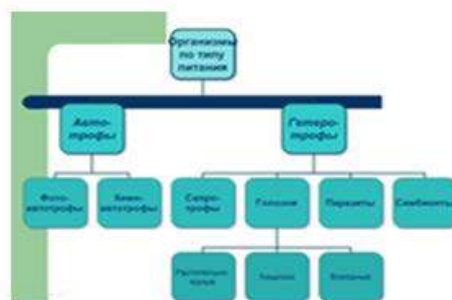 Организмы
по типу
питания
Авто-
трофы
Гетеро-
трофы
Фото-
автотрофы
Хемо-
автотрофы
Сапро-
трофы
Голозои
Паразиты
Симбионты
Хищники